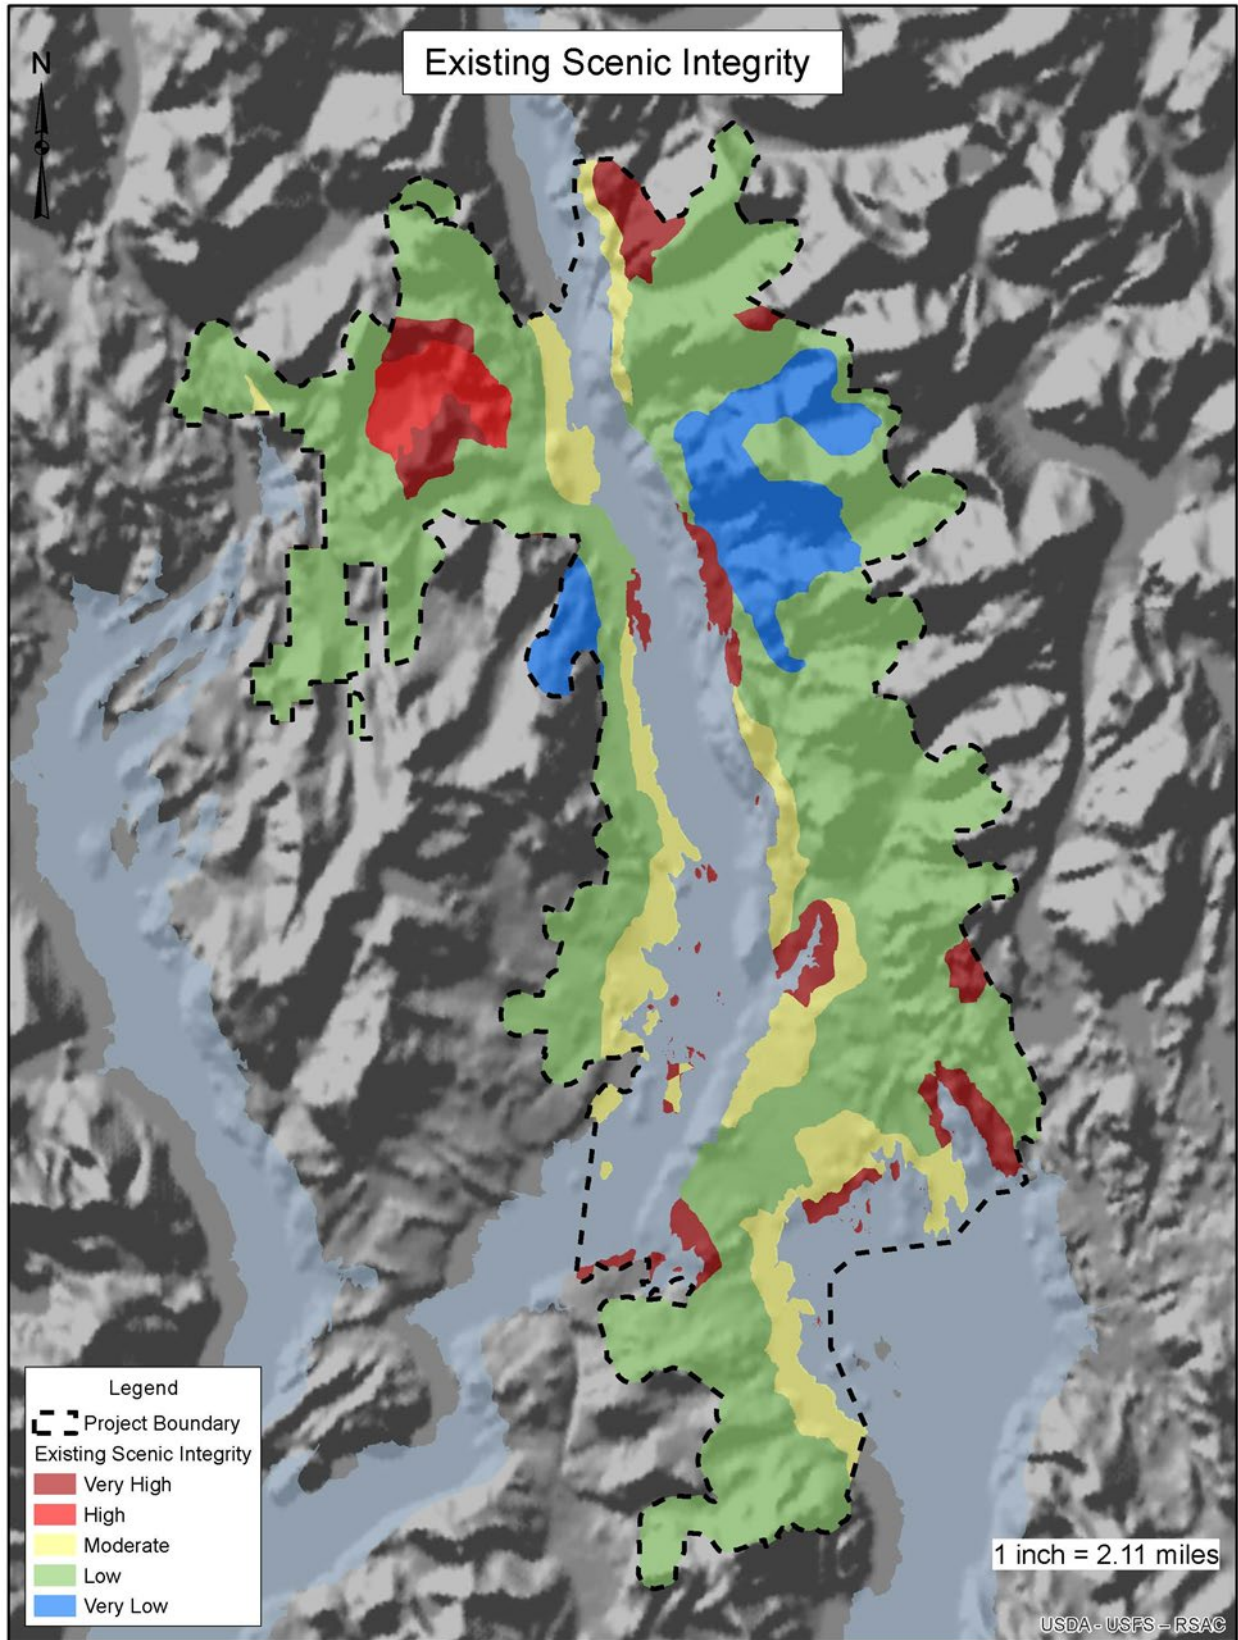 Existing Scenic Integrity
N
Legend
Project Boundary
Existing Scenic Integrity
Very High
High
Moderate
Low
Very Low
1 inch = 2.11 miles
USDA - USFS – RSAC